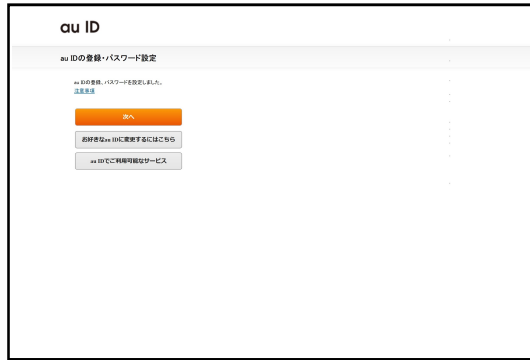 au ID
au IDの登録・パスワード設定
au IDの登録、パスワードを設定しました。
注意事項
次へ
お好きなau IDに変更するにはこちら
au IDでご利用可能なサービス